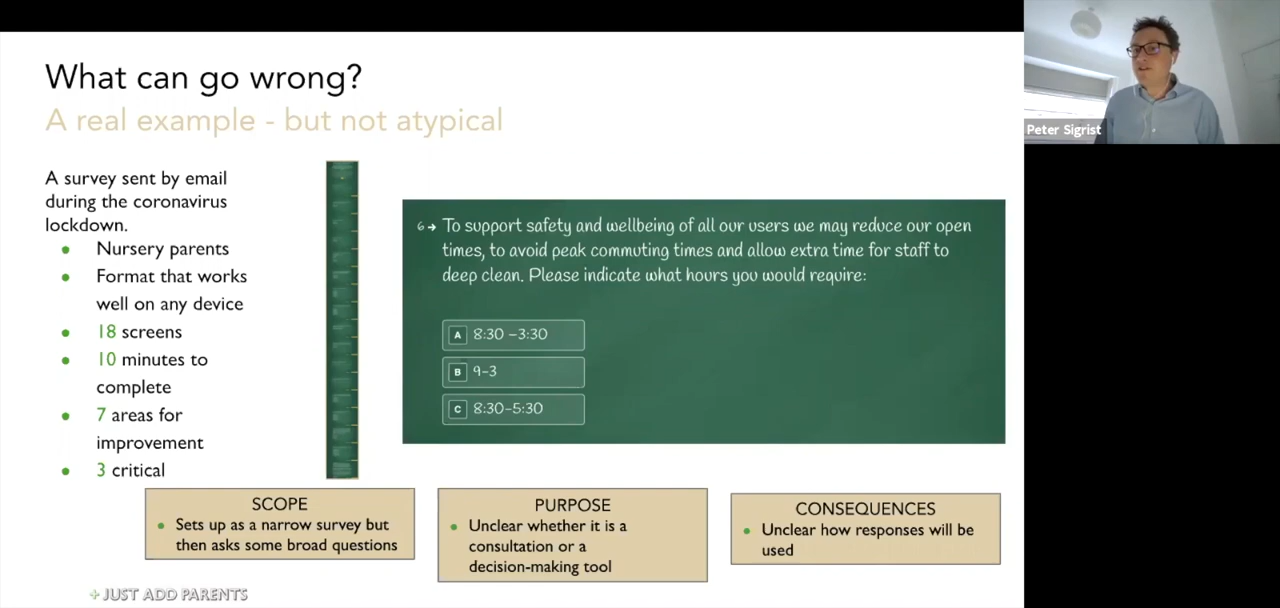 What can go wrong?
A real example - but not atypical
Peter Sigrist
A survey sent by email
during the coronavirus
lockdown.
• Nursery parents
• Format that works
well on any device
• 18 screens
• 10 minutes to
complete
• 7 areas for
improvement
• 3 critical
6→ To support safety and wellbeing of all our users we may reduce our open
times, to avoid peak commuting times and allow extra time for staff to
deep clean. Please indicate what hours you would require:
A 8:30 –3:30
B 9-3
C 8:30-5:30
SCOPE
• Sets up as a narrow survey but
then asks some broad questions
PURPOSE
• Unclear whether it is a
consultation or a
decision-making tool
CONSEQUENCES
• Unclear how responses will be
used
+ JUST ADD PARENTS